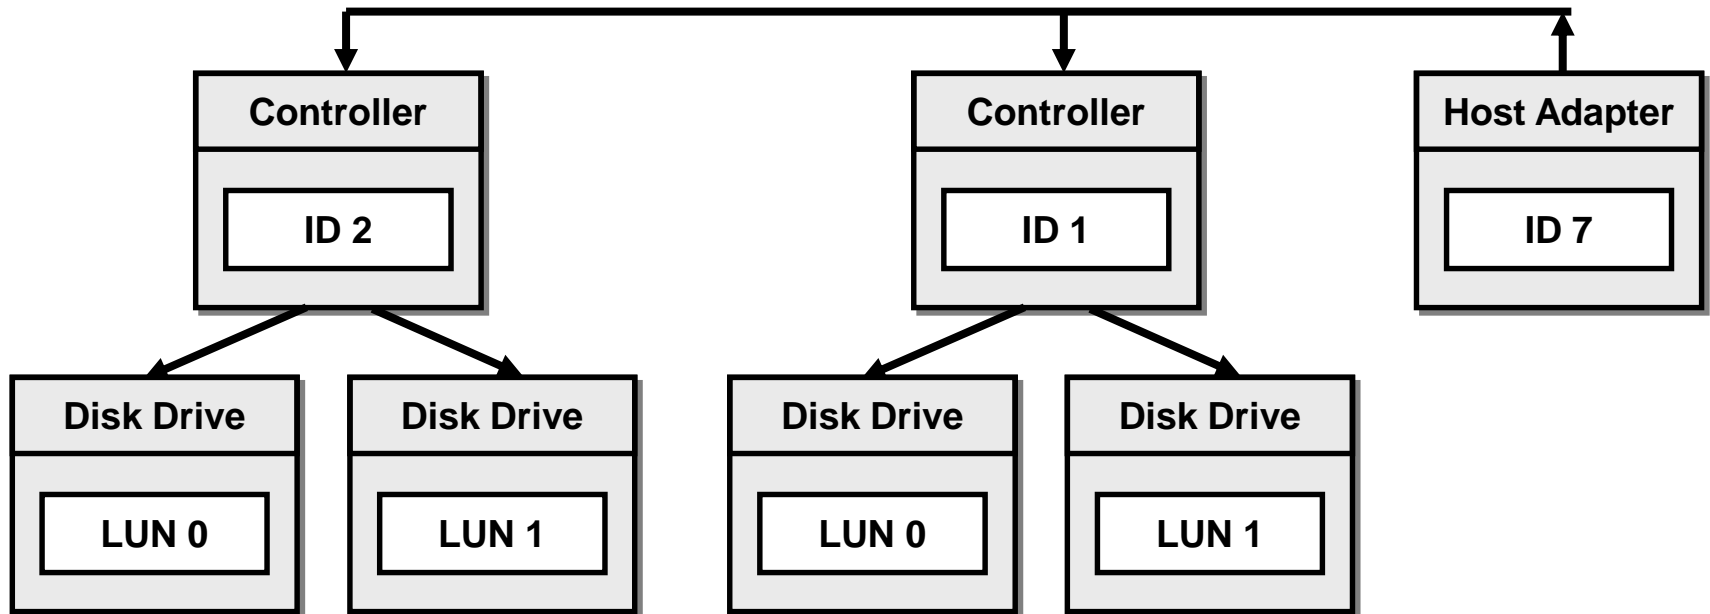 Controller
ID 2
Controller
ID 1
Host Adapter
ID 7
Disk Drive
LUN 0
Disk Drive
LUN 1
Disk Drive
LUN 0
Disk Drive
LUN 1